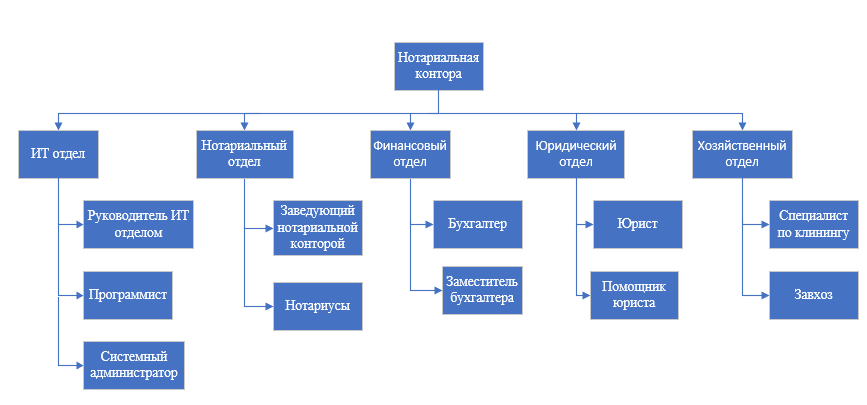 Нотариальная
контора
ИТ отдел
Нотариальный
отдел
Финансовый
отдел
Юридический
отдел
Хозяйственный
отдел
Руководитель ИТ
отделом
Программист
Системный
администратор
Заведующий
нотариальной
конторой
Нотариусы
Бухгалтер
Заместитель
бухгалтера
Юрист
Помощник
юриста
Специалист
по клинингу
Завхоз